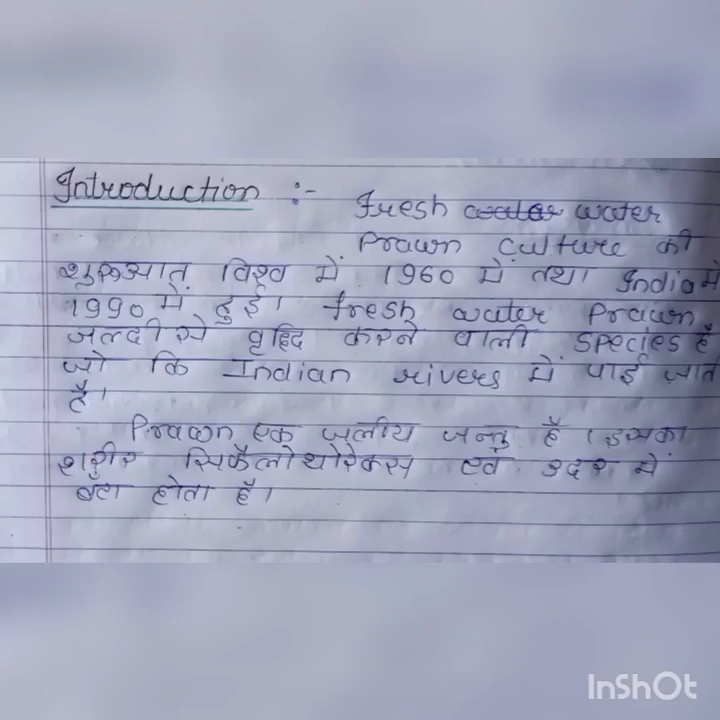 Introduction :-
Fresh water water
Prawn culture की
शुरुआत विश्व में 1960 में तथा India में
1990 में हुई। fresh water Prawn
जल्दी से वृद्दि करने वाली species है
जो कि Indian rivers में पाई जात
है।
Prawn एक जलीय जन्तु है। इसका
शरीर सिफैलोथोरेक्स एवं उदर में
बँटा होता है।
InShOt